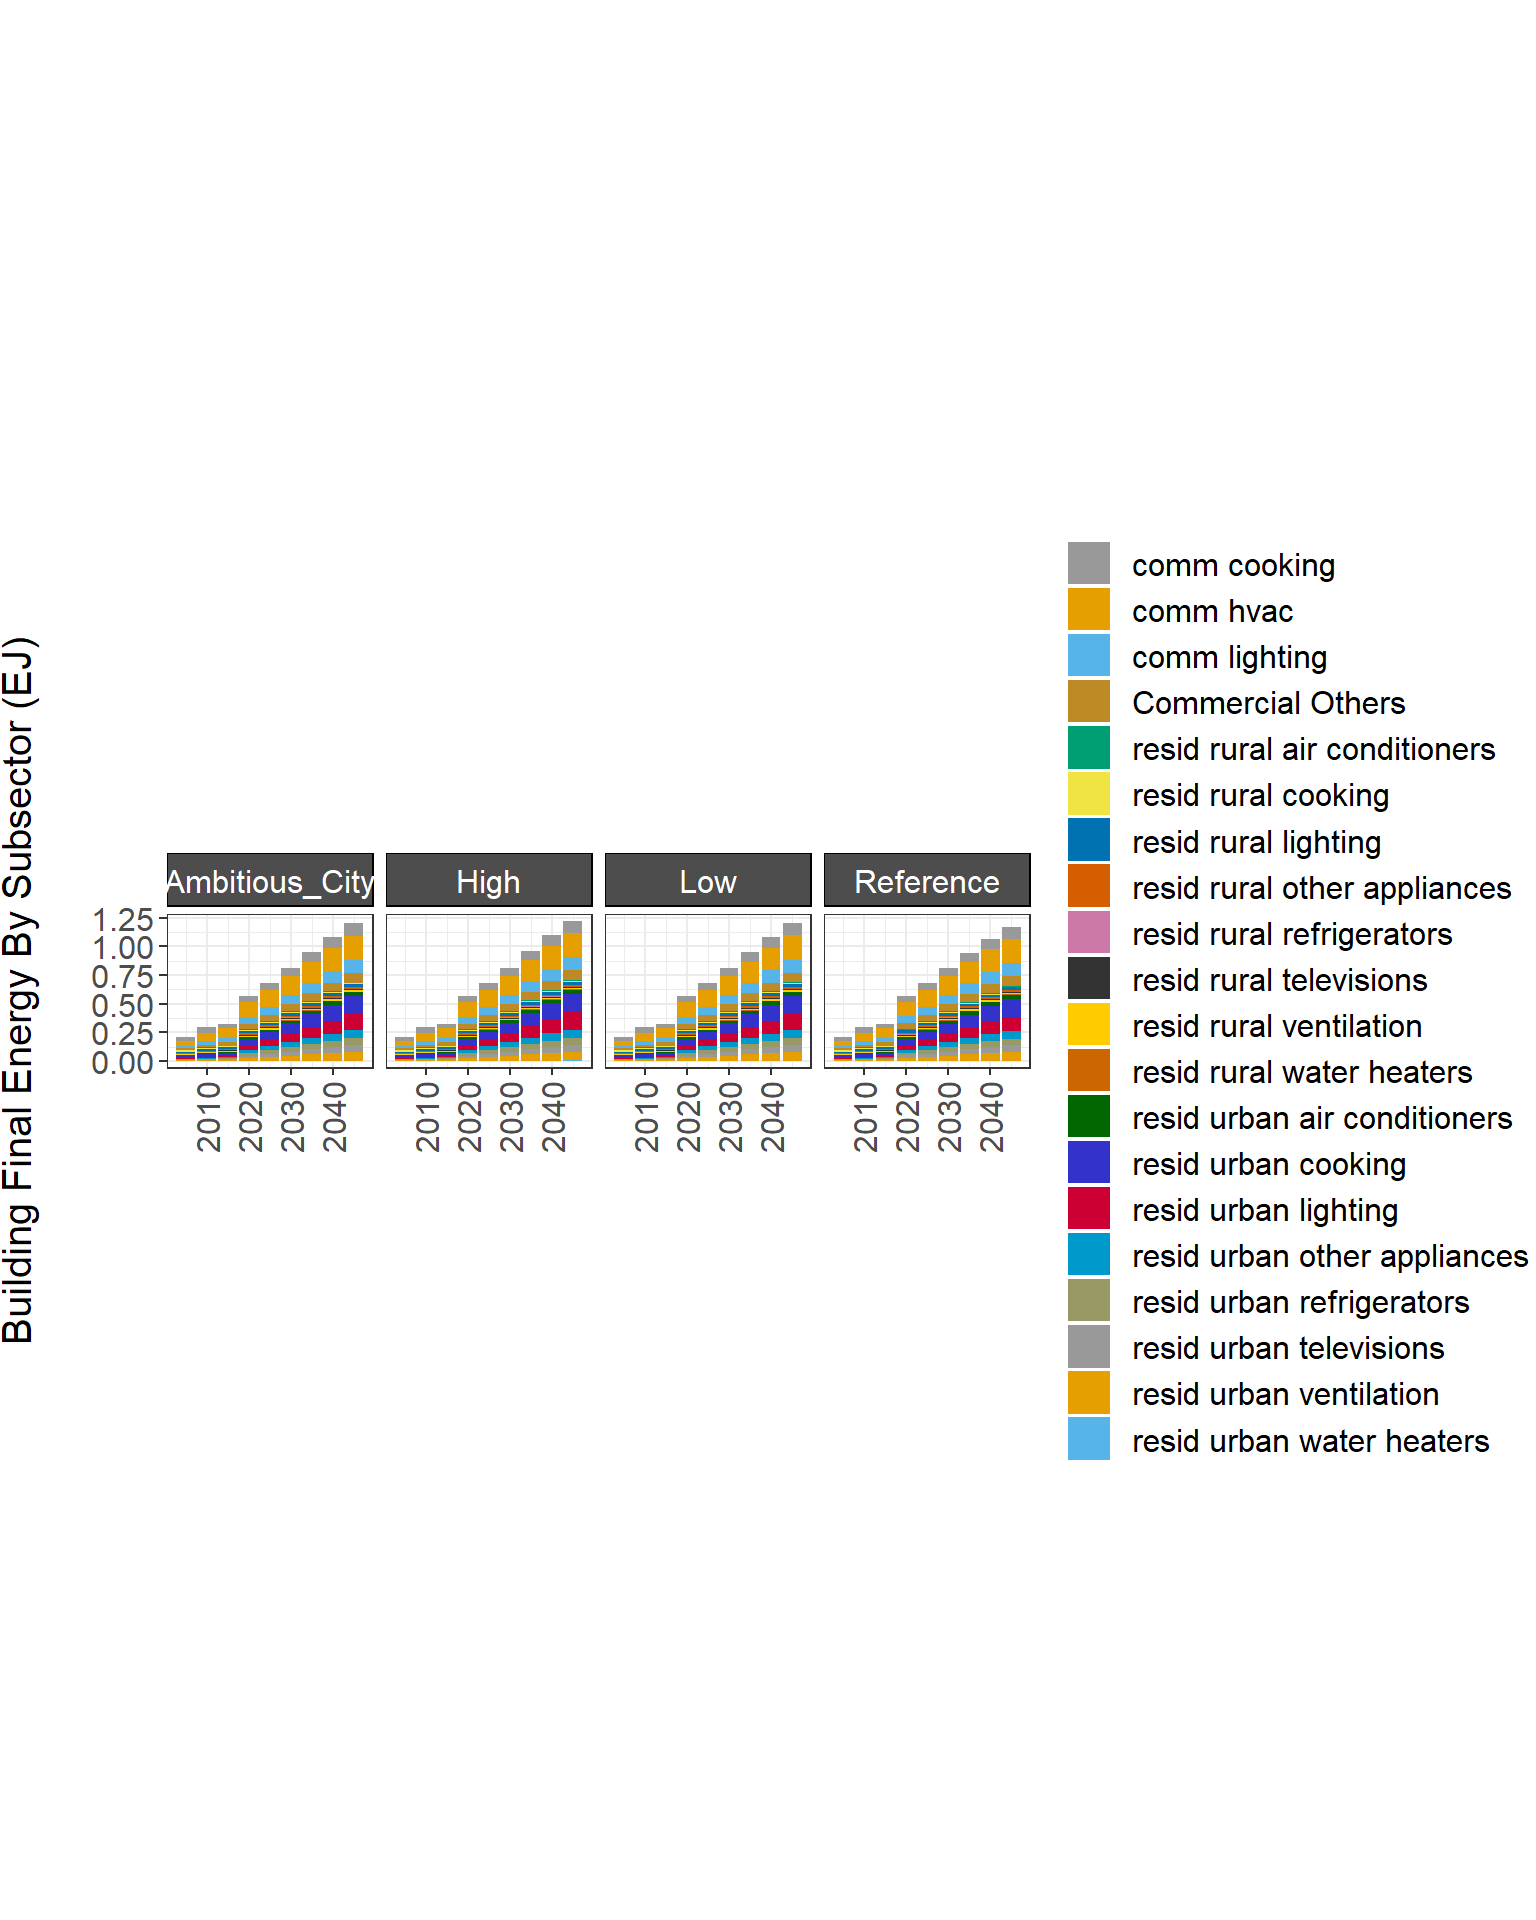 Building Final Energy By Subsector (EJ)
Ambitious_City
High
Low
Reference
1.25
1.00
0.75
0.50
0.25
0.00
2010 2020 2030 2040
2010 2020 2030 2040
2010 2020 2030 2040
2010 2020 2030 2040
comm cooking
comm hvac
comm lighting
Commercial Others
resid rural air conditioners
resid rural cooking
resid rural lighting
resid rural other appliances
resid rural refrigerators
resid rural televisions
resid rural ventilation
resid rural water heaters
resid urban air conditioners
resid urban cooking
resid urban lighting
resid urban other appliances
resid urban refrigerators
resid urban televisions
resid urban ventilation
resid urban water heaters